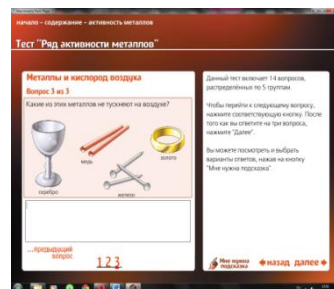 начало – содержание – активность металлов
Тест "Ряд активности металлов"
Металлы и кислород воздуха
Вопрос 3 из 3
Какие из этих металлов не тускнеют на воздухе?
медь
золото
серебро
железо
...предыдущий
вопрос
1 2 3
Данный тест включает 14 вопросов,
распределённых по 5 группам.
Чтобы перейти к следующему вопросу,
нажмите соответствующую кнопку. После
того как вы ответите на три вопроса,
нажмите "Далее".
Вы можете посмотреть и выбрать
варианты ответов, нажав на кнопку
"Мне нужна подсказка".
Мне нужна
подсказка
назад далее